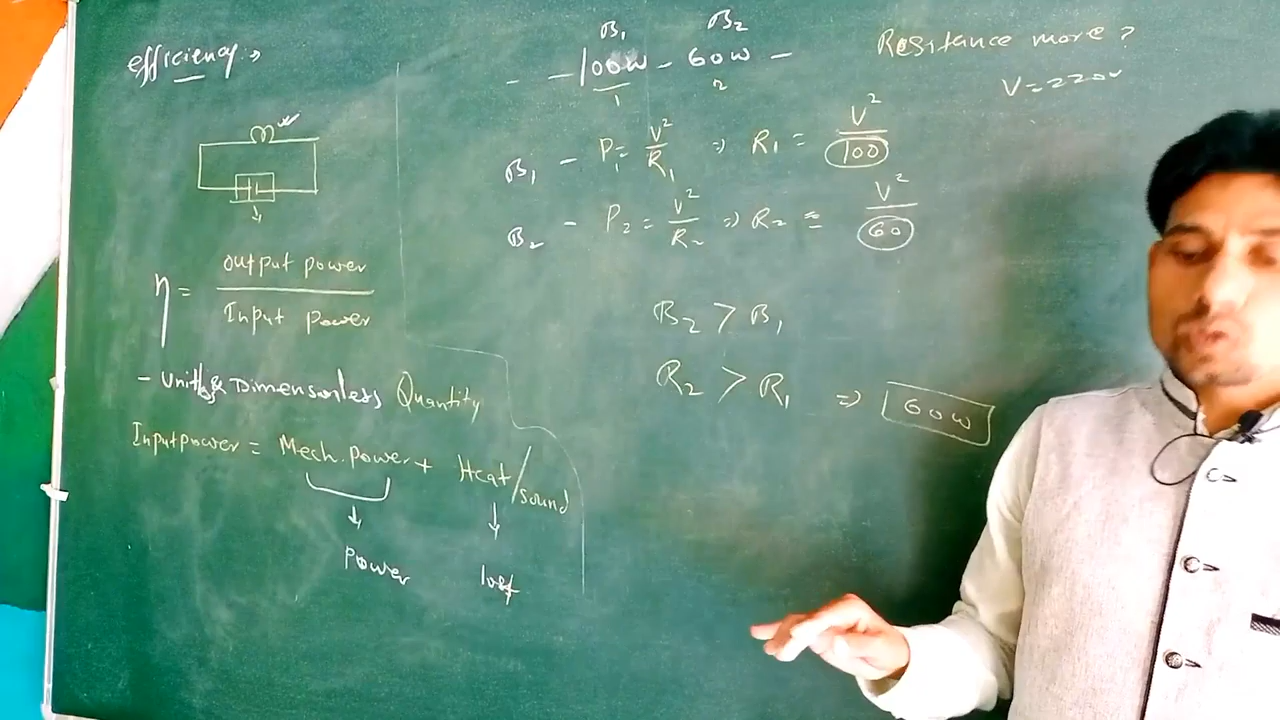 efficiency :→
η = output power / Input power
- Unitless & Dimensionless Quantity
Input power = Mech. power + Heat / sound
↓ ↓
power loss
B₁ B₂
- - 100W - 60W -
1 2
Resistance more ?
V = 220V
B₁ - P₁ = V²/R₁ ⇒ R₁ = V²/100
B₂ - P₂ = V²/R₂ ⇒ R₂ = V²/60
B₂ > B₁
R₂ > R₁ ⇒ 60W